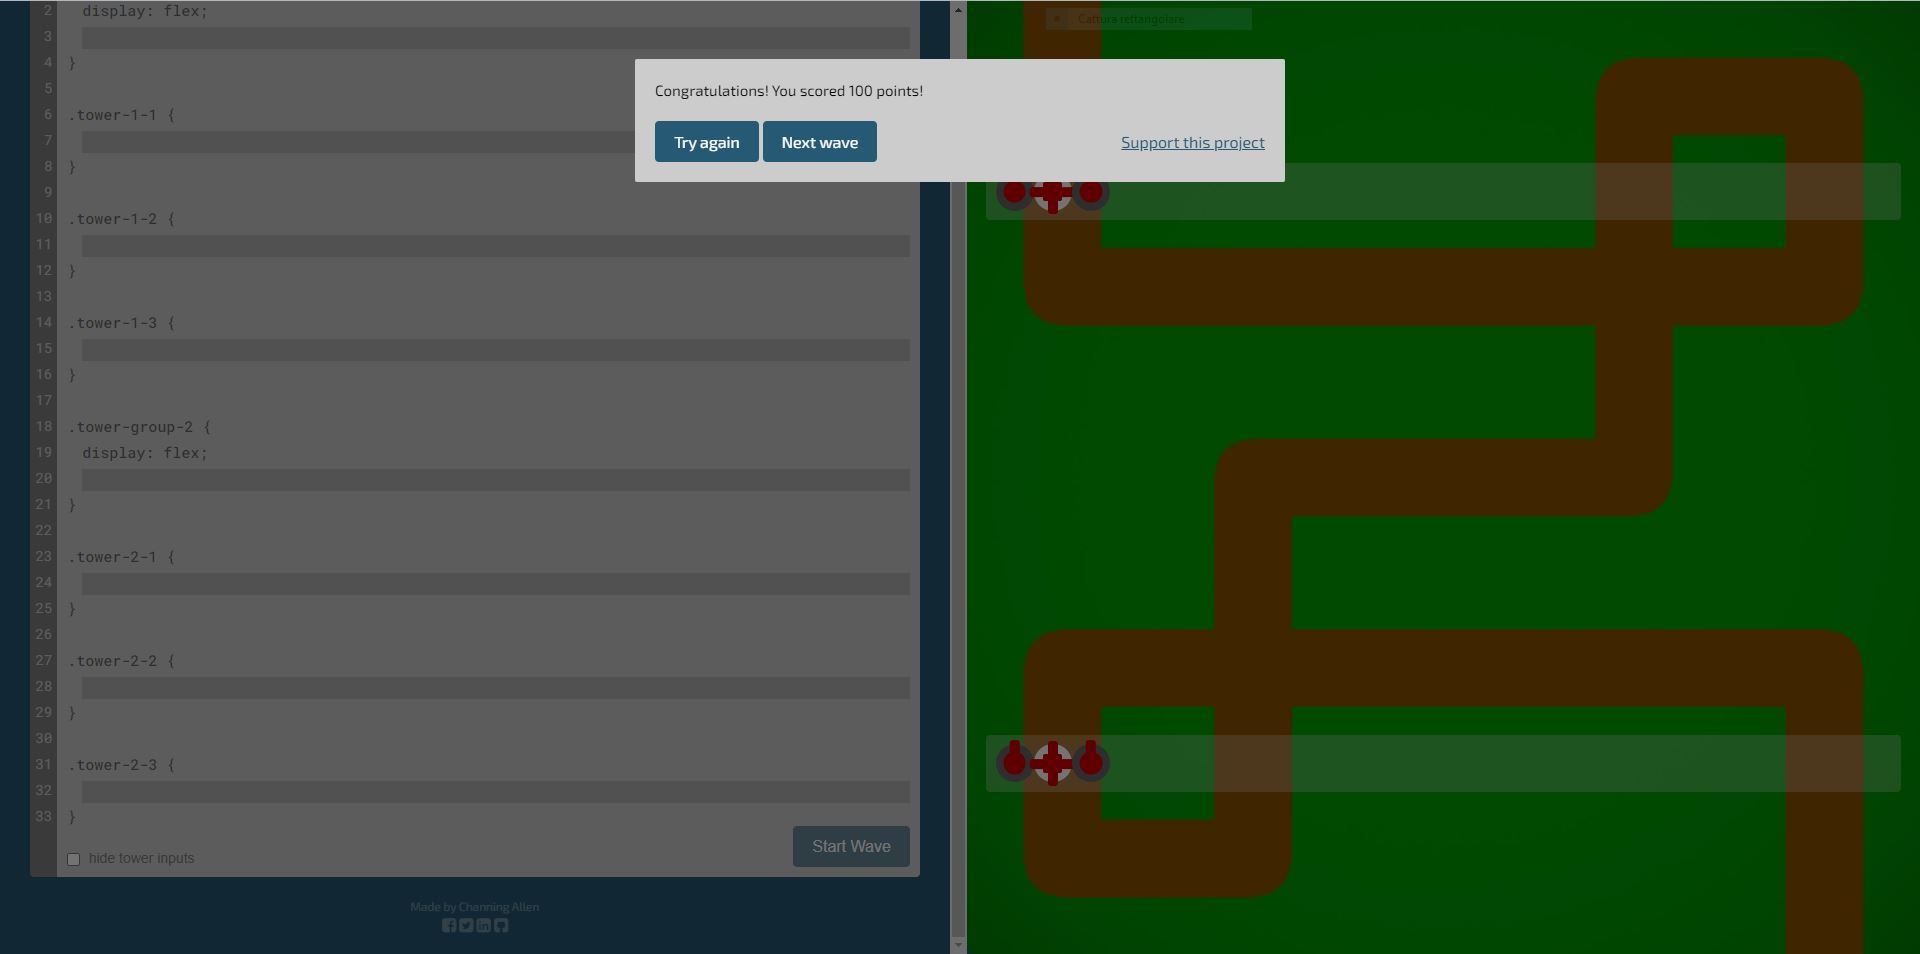 2 display: flex;
Cattura rettangolare
3
4 }
Congratulations! You scored 100 points!
5
6 .tower-1-1 {
Try again Next wave Support this project
7
8 }
9
10 .tower-1-2 {
11
12 }
13
14 .tower-1-3 {
15
16 }
17
18 .tower-group-2 {
19 display: flex;
20
21 }
22
23 .tower-2-1 {
24
25 }
26
27 .tower-2-2 {
28
29 }
30
31 .tower-2-3 {
32
33 }
Start Wave
hide tower inputs
Made by Channing Allen